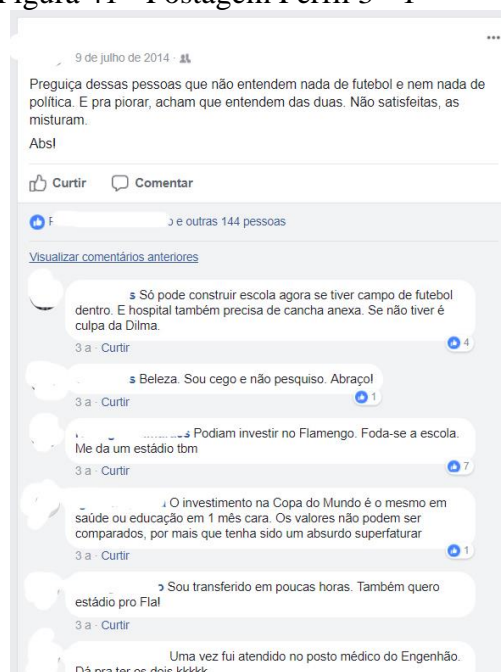 9 de julho de 2014
Preguiça dessas pessoas que não entendem nada de futebol e nem nada de
política. E pra piorar, acham que entendem das duas. Não satisfeitas, as
misturam.
Abs!
Curtir Comentar
e outras 144 pessoas
Visualizar comentários anteriores
s Só pode construir escola agora se tiver campo de futebol
dentro. E hospital também precisa de cancha anexa. Se não tiver é
culpa da Dilma.
3 a · Curtir 4
s Beleza. Sou cego e não pesquiso. Abraço!
3 a · Curtir 1
Podiam investir no Flamengo. Foda-se a escola.
Me da um estádio tbm
3 a · Curtir 7
O investimento na Copa do Mundo é o mesmo em
saúde ou educação em 1 mês cara. Os valores não podem ser
comparados, por mais que tenha sido um absurdo superfaturar
3 a · Curtir 1
Sou transferido em poucas horas. Também quero
estádio pro Fla!
3 a · Curtir
Uma vez fui atendido no posto médico do Engenhão.
Dá pra ter os dois kkkkk